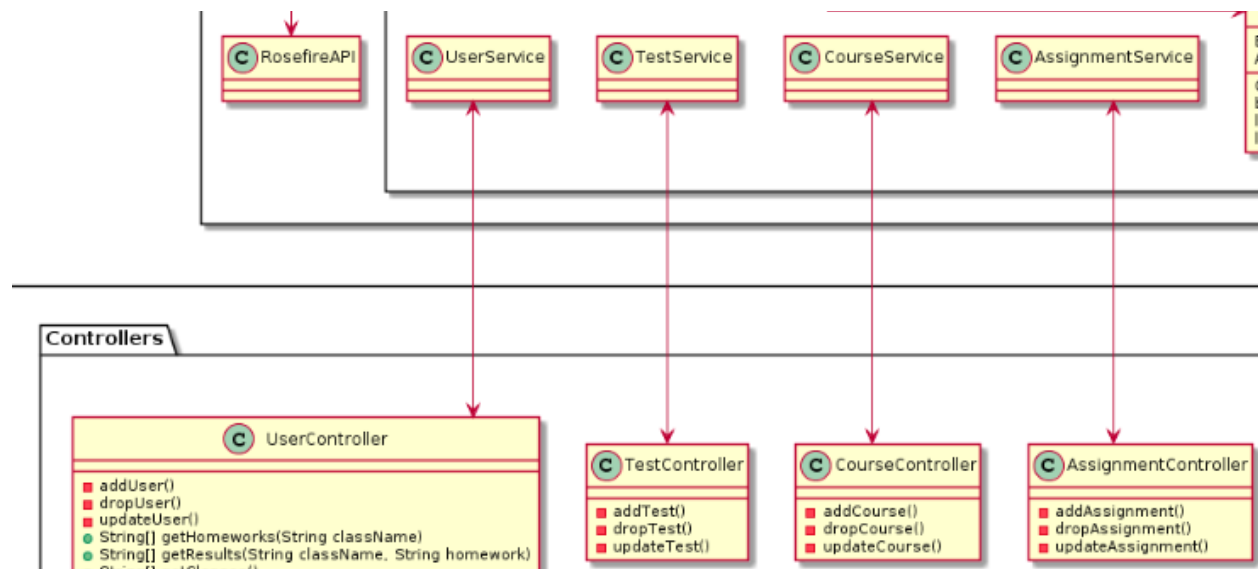 C RosefireAPI
C UserService
C TestService
C CourseService
C AssignmentService
Controllers
C UserController
addUser()
dropUser()
updateUser()
String[] getHomeworks(String className)
String[] getResults(String className, String homework)
C TestController
addTest()
dropTest()
updateTest()
C CourseController
addCourse()
dropCourse()
updateCourse()
C AssignmentController
addAssignment()
dropAssignment()
updateAssignment()